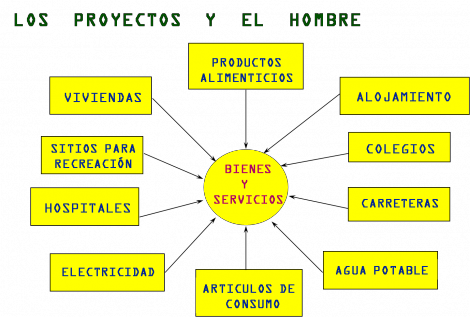 LOS PROYECTOS Y EL HOMBRE
PRODUCTOS
ALIMENTICIOS
VIVIENDAS
ALOJAMIENTO
SITIOS PARA
RECREACIÓN
COLEGIOS
BIENES
Y
SERVICIOS
HOSPITALES
CARRETERAS
ELECTRICIDAD
AGUA POTABLE
ARTICULOS DE
CONSUMO